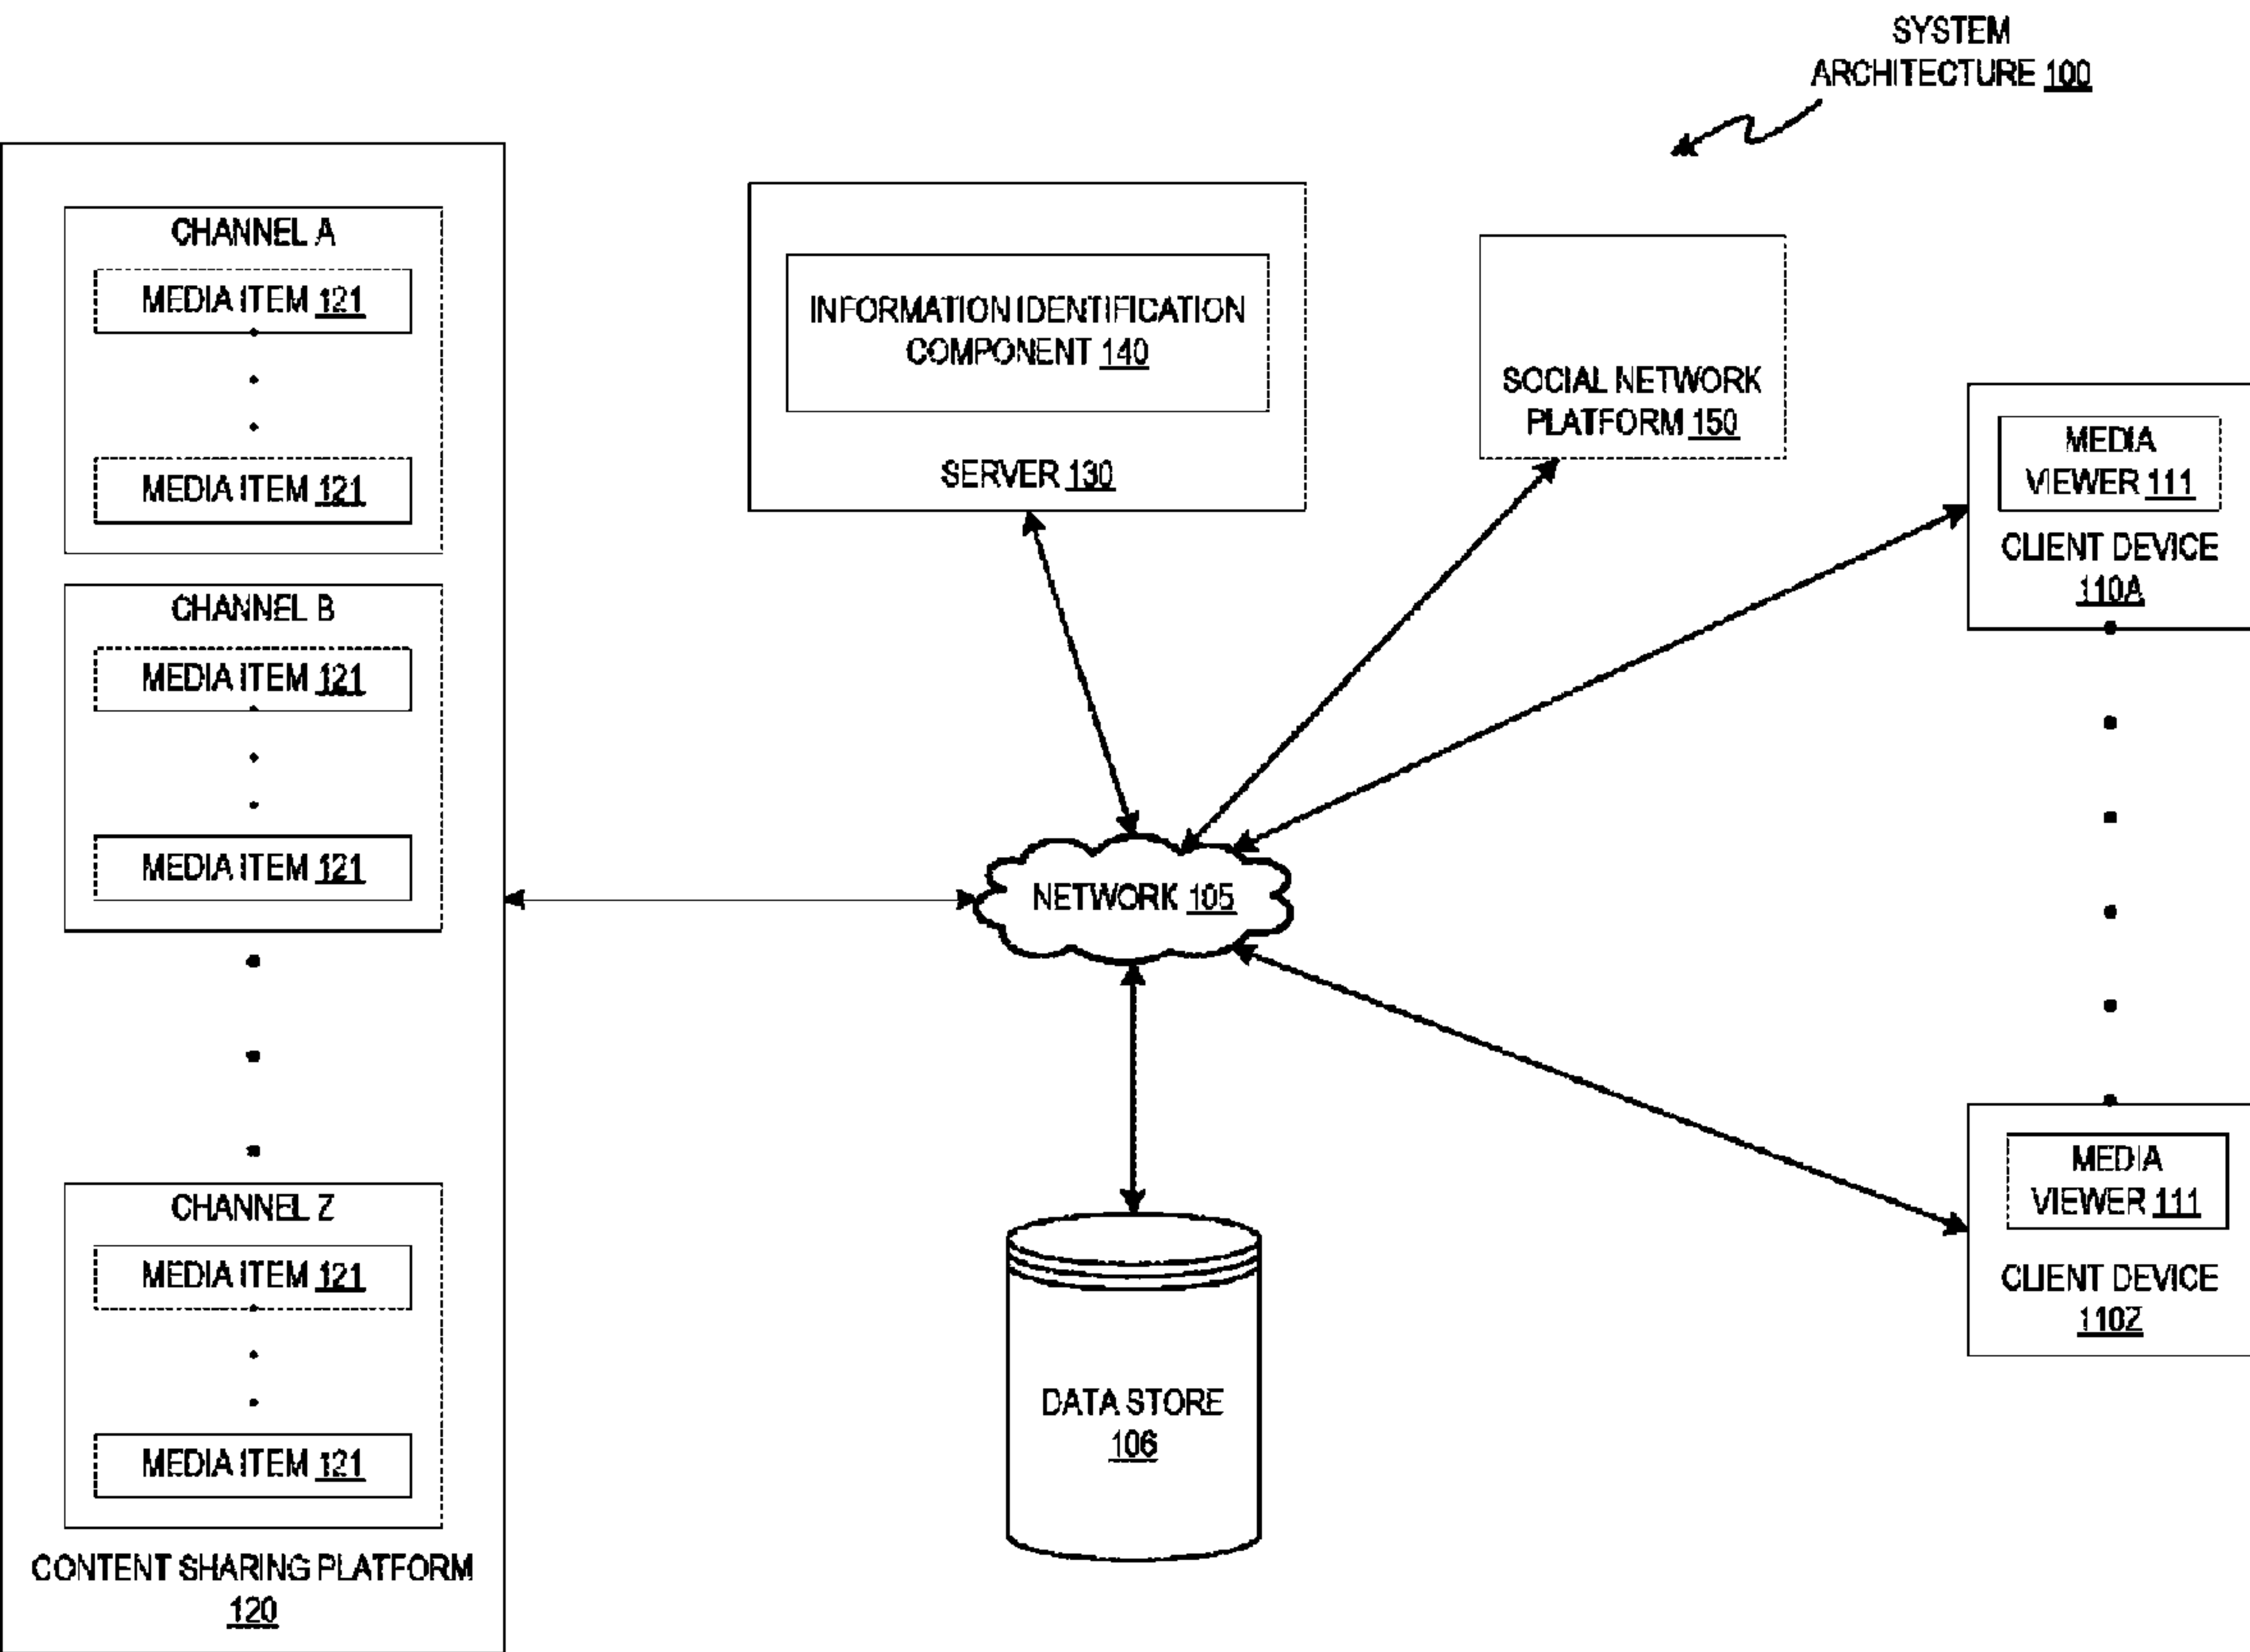 SYSTEM
ARCHITECTURE 100
CHANNEL A
MEDIA ITEM 121
MEDIA ITEM 121
CHANNEL B
MEDIA ITEM 121
MEDIA ITEM 121
CHANNEL Z
MEDIA ITEM 121
MEDIA ITEM 121
CONTENT SHARING PLATFORM
120
INFORMATION IDENTIFICATION
COMPONENT 140
SERVER 130
SOCIAL NETWORK
PLATFORM 150
MEDIA
VIEWER 111
CLIENT DEVICE
110A
NETWORK 105
DATA STORE
106
MEDIA
VIEWER 111
CLIENT DEVICE
110Z